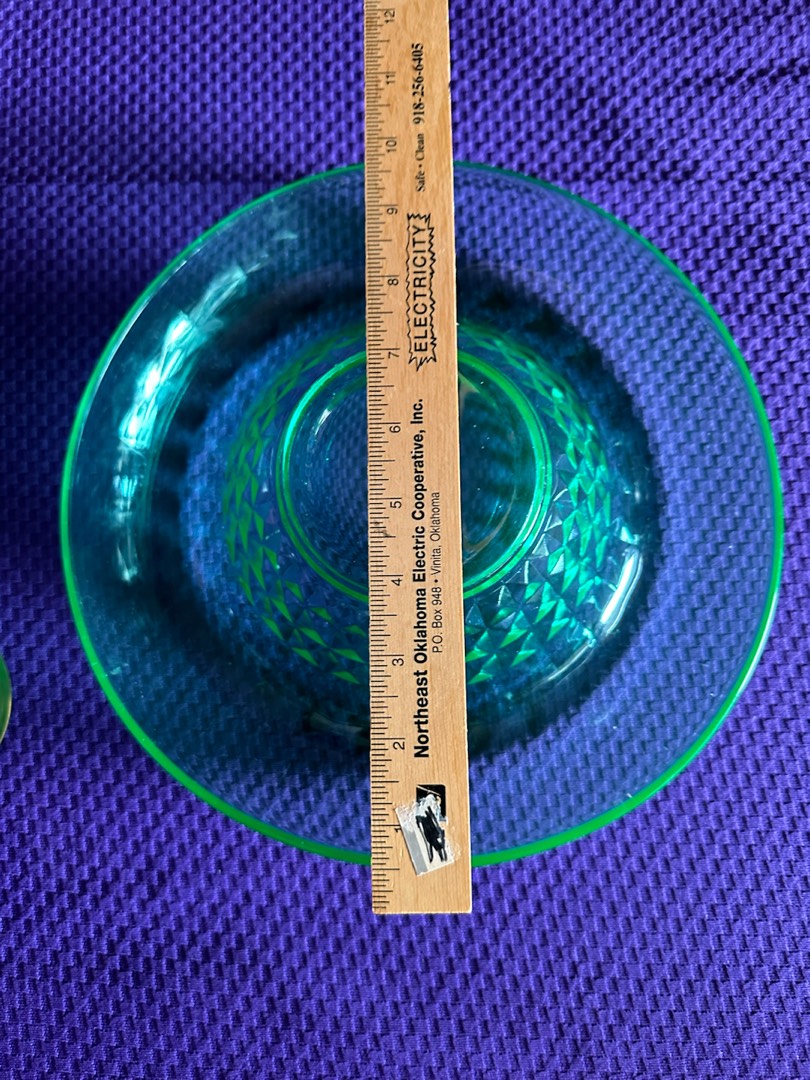 Northeast Oklahoma Electric Cooperative, Inc.
P.O. Box 948 • Vinita, Oklahoma
ELECTRICITY
Safe • Clean 918-256-6405
2 3 4 5 6 7 8 9 10 11 12